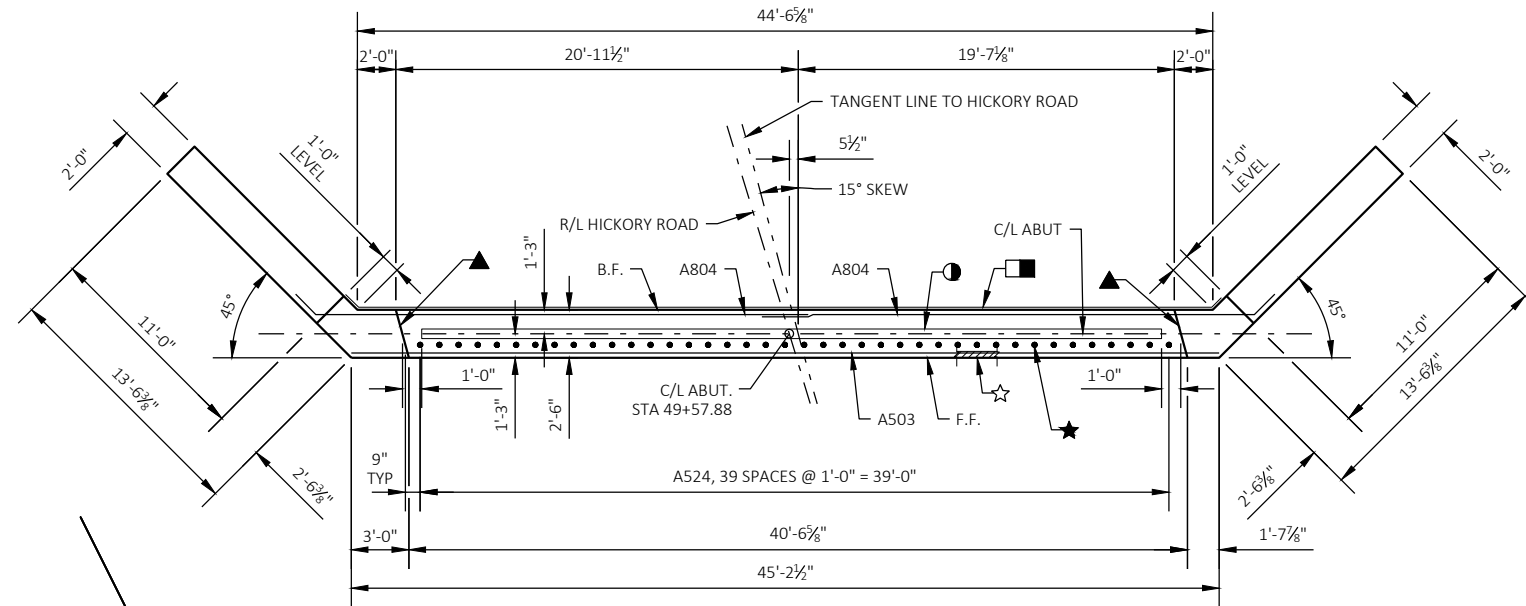 44'-6⅝"
2'-0"
20'-11½"
19'-7⅛"
2'-0"
TANGENT LINE TO HICKORY ROAD
5½"
15° SKEW
R/L HICKORY ROAD
C/L ABUT
2'-0"
1'-0"
LEVEL
1'-0"
LEVEL
2'-0"
1'-3"
B.F.
A804
A804
45°
45°
11'-0"
13'-6⅜"
11'-0"
13'-6⅜"
1'-0"
1'-3"
2'-6"
C/L ABUT.
STA 49+57.88
A503
F.F.
1'-0"
9"
TYP
2'-6⅜"
A524, 39 SPACES @ 1'-0" = 39'-0"
2'-6⅜"
3'-0"
40'-6⅝"
1'-7⅞"
45'-2½"